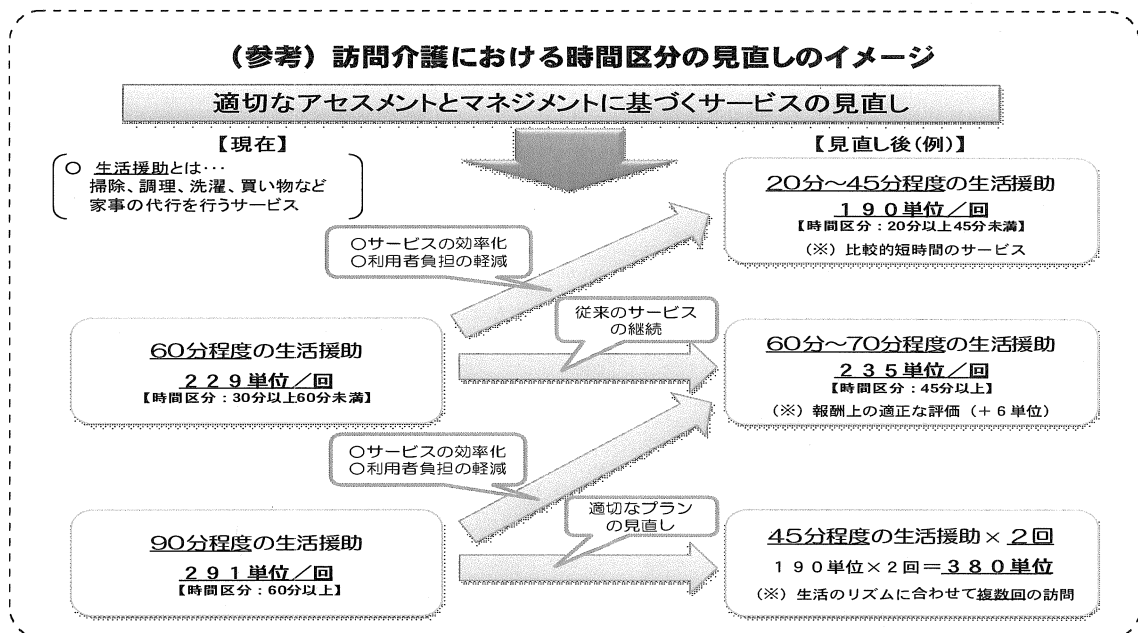 (参考)訪問介護における時間区分の見直しのイメージ
適切なアセスメントとマネジメントに基づくサービスの見直し
【現在】
○ 生活援助とは…
掃除、調理、洗濯、買い物など
家事の代行を行うサービス
【見直し後(例)】
20分~45分程度の生活援助
190単位/回
【時間区分:20分以上45分未満】
(※)比較的短時間のサービス
○サービスの効率化
○利用者負担の軽減
従来のサービス
の継続
60分程度の生活援助
229単位/回
【時間区分:30分以上60分未満】
60分~70分程度の生活援助
235単位/回
【時間区分:45分以上】
(※)報酬上の適正な評価(+6単位)
○サービスの効率化
○利用者負担の軽減
適切なプラン
の見直し
90分程度の生活援助
291単位/回
【時間区分:60分以上】
45分程度の生活援助×2回
190単位×2回=380単位
(※)生活のリズムに合わせて複数回の訪問